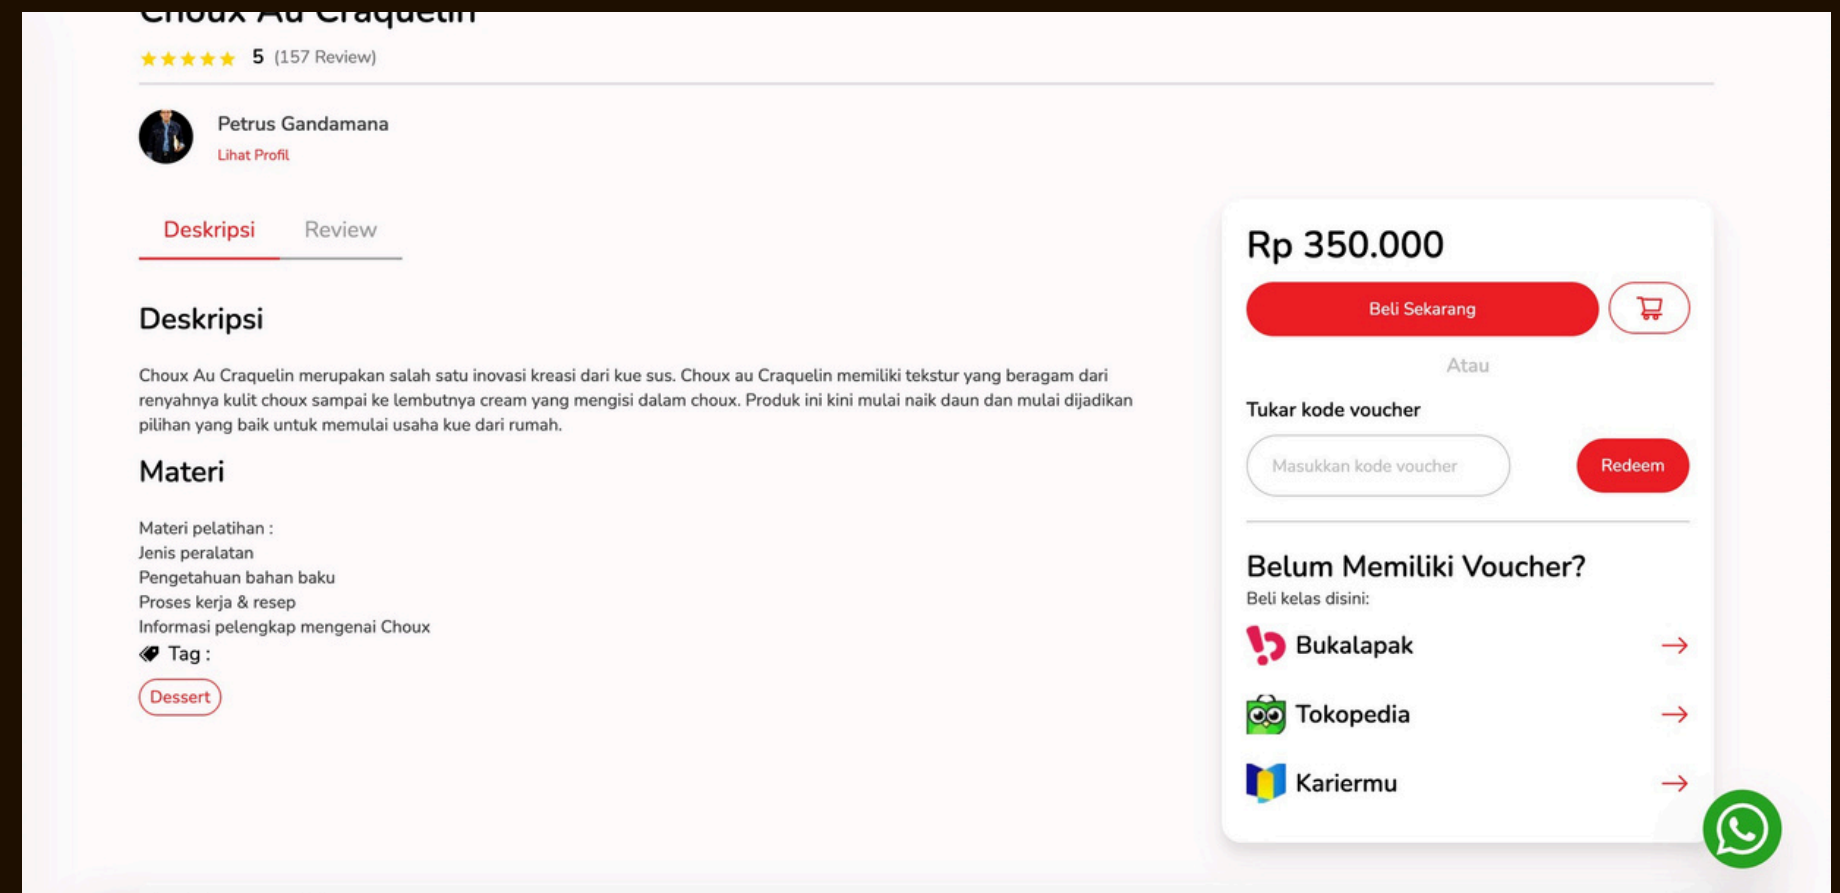 Choux Au Craquelin
5 (157 Review)
Petrus Gandamana
Lihat Profil
Deskripsi Review
Deskripsi
Choux Au Craquelin merupakan salah satu inovasi kreasi dari kue sus. Choux au Craquelin memiliki tekstur yang beragam dari
renyahnya kulit choux sampai ke lembutnya cream yang mengisi dalam choux. Produk ini kini mulai naik daun dan mulai dijadikan
pilihan yang baik untuk memulai usaha kue dari rumah.
Materi
Materi pelatihan :
Jenis peralatan
Pengetahuan bahan baku
Proses kerja & resep
Informasi pelengkap mengenai Choux
Tag :
Dessert
Rp 350.000
Beli Sekarang
Atau
Tukar kode voucher
Masukkan kode voucher Redeem
Belum Memiliki Voucher?
Beli kelas disini:
Bukalapak
Tokopedia
Kariermu